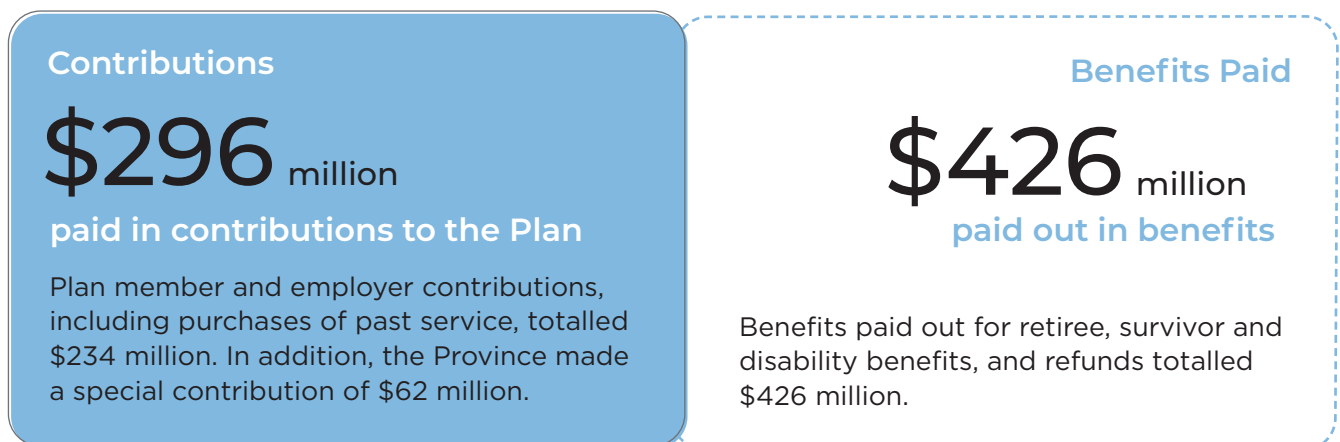 Contributions
$296 million
paid in contributions to the Plan
Plan member and employer contributions,
including purchases of past service, totalled
$234 million. In addition, the Province made
a special contribution of $62 million.
Benefits Paid
$426 million
paid out in benefits
Benefits paid out for retiree, survivor and
disability benefits, and refunds totalled
$426 million.